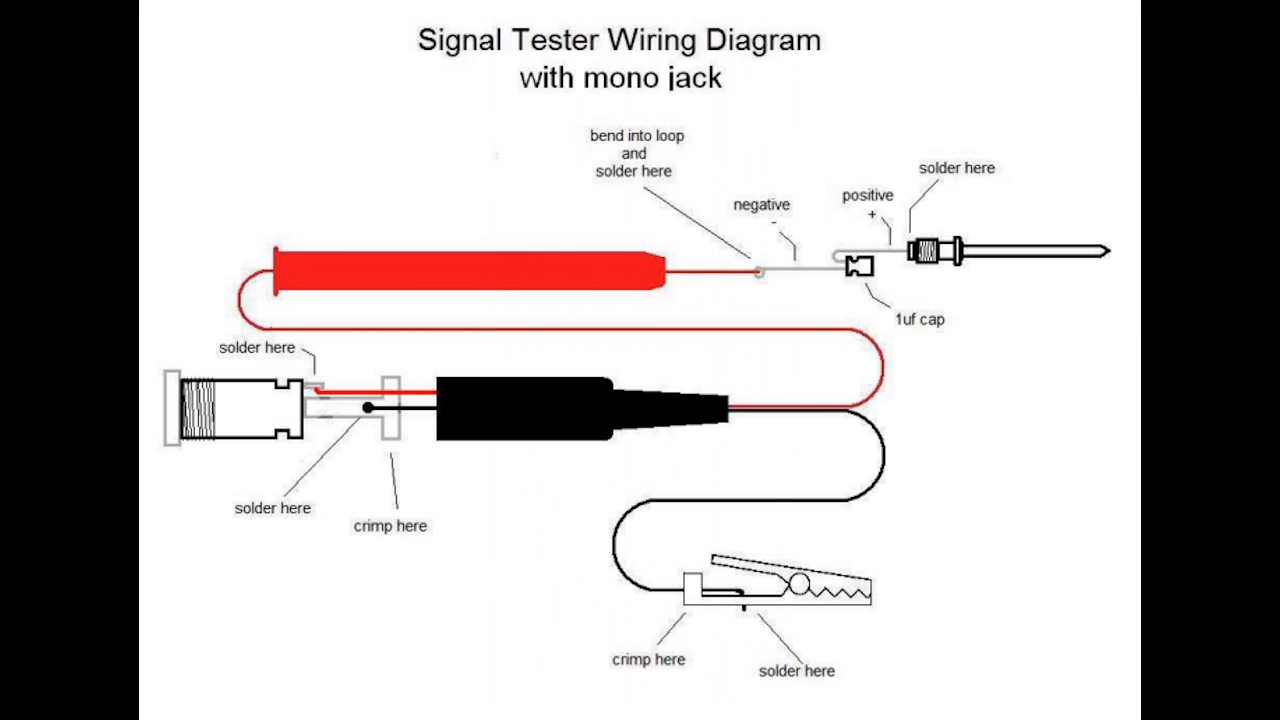 Signal Tester Wiring Diagram
with mono jack
bend into loop
and
solder here
solder here
positive
+
negative
-
1uf cap
solder here
solder here
crimp here
crimp here
solder here